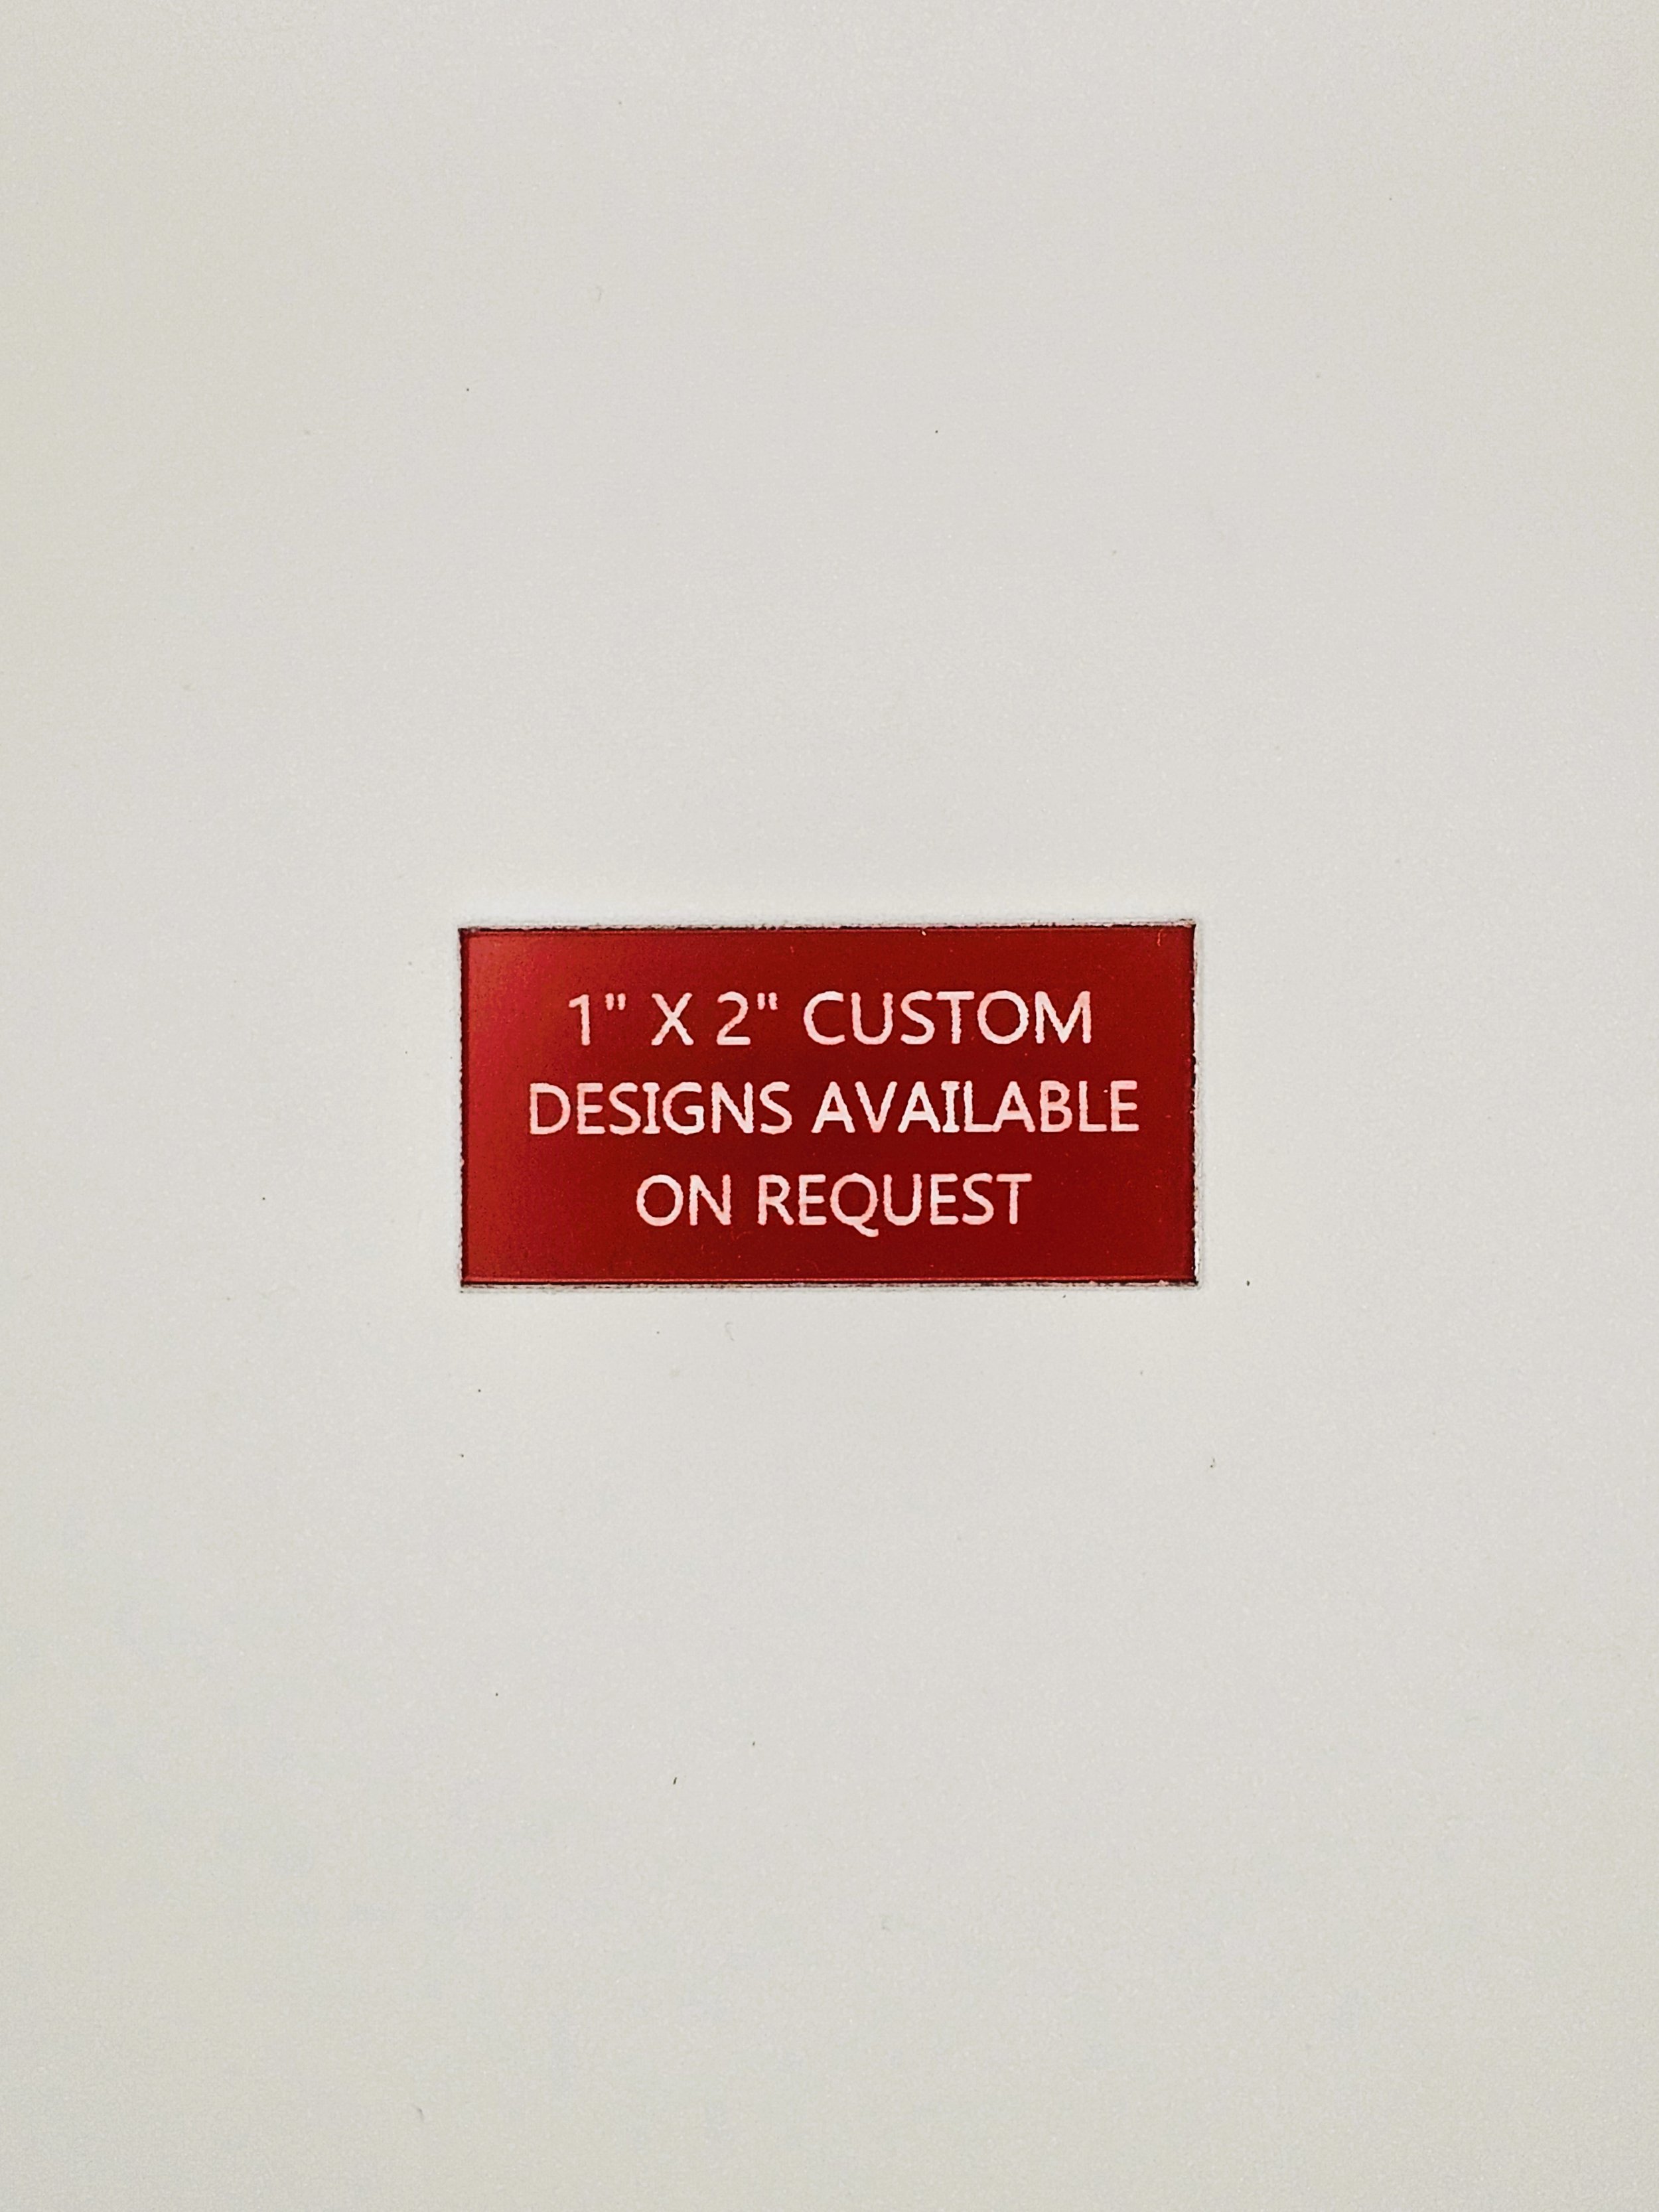 1" X 2" CUSTOM
DESIGNS AVAILABLE
ON REQUEST